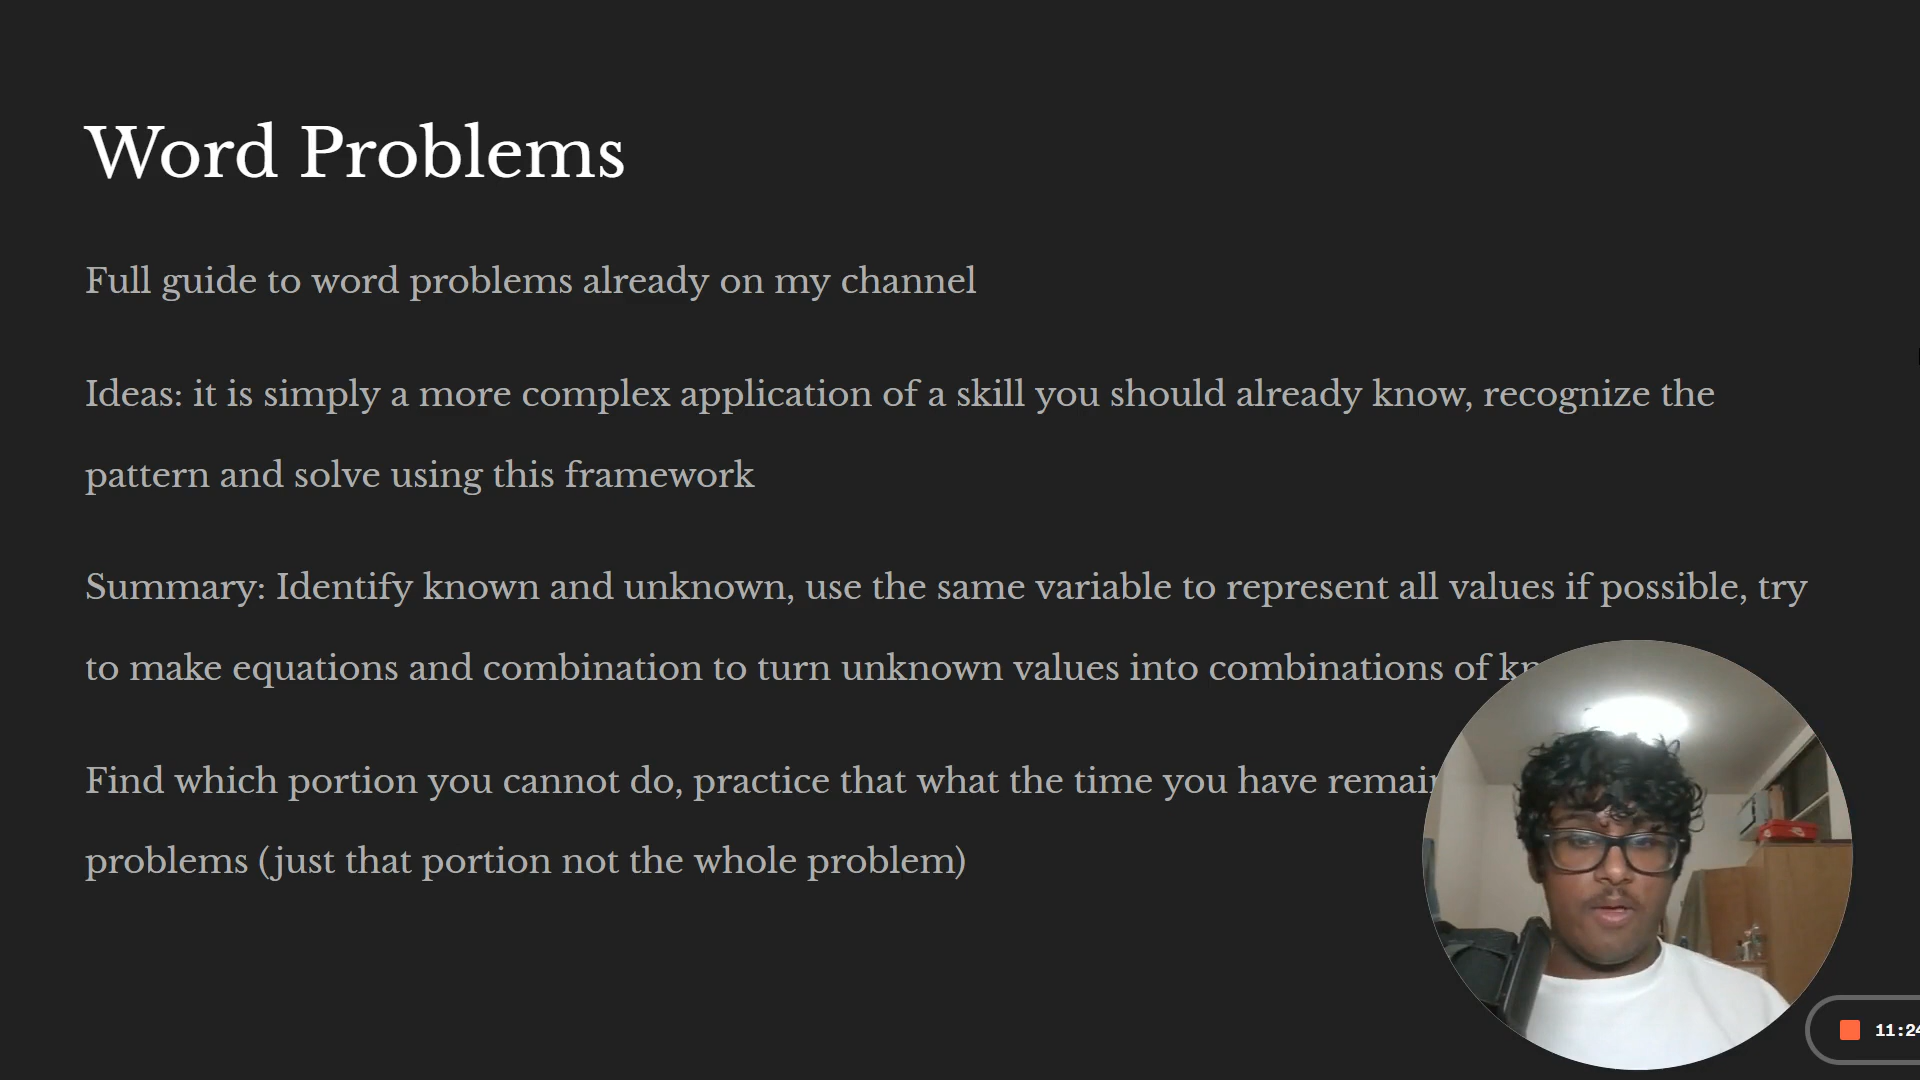 Word Problems
Full guide to word problems already on my channel
Ideas: it is simply a more complex application of a skill you should already know, recognize the
pattern and solve using this framework
Summary: Identify known and unknown, use the same variable to represent all values if possible, try
to make equations and combination to turn unknown values into combinations of
Find which portion you cannot do, practice that what the time you have
problems (just that portion not the whole problem)
11:24